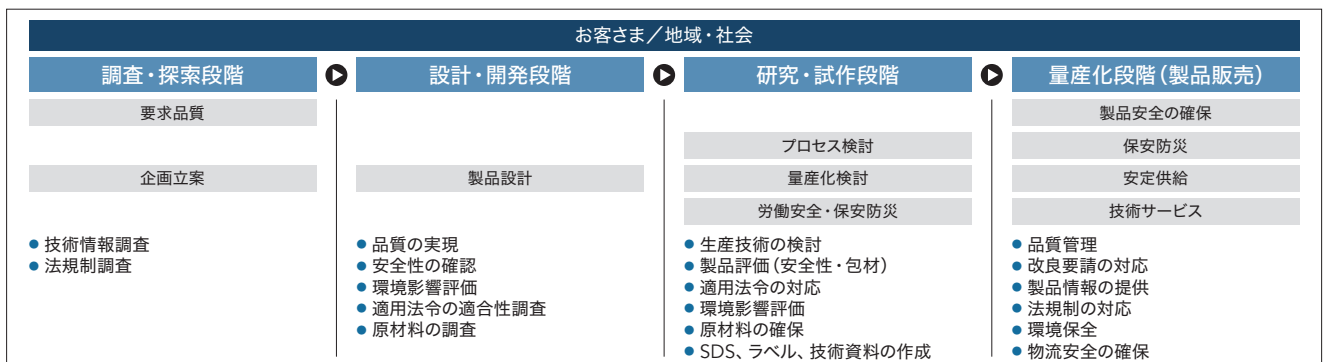 お客さま／地域・社会
調査・探索段階
要求品質
企画立案
● 技術情報調査
● 法規制調査
設計・開発段階
製品設計
● 品質の実現
● 安全性の確認
● 環境影響評価
● 適用法令の適合性調査
● 原材料の調査
研究・試作段階
プロセス検討
量産化検討
労働安全・保安防災
● 生産技術の検討
● 製品評価（安全性・包材）
● 適用法令の対応
● 環境影響評価
● 原材料の確保
● SDS、ラベル、技術資料の作成
量産化段階（製品販売）
製品安全の確保
保安防災
安定供給
技術サービス
● 品質管理
● 改良要請の対応
● 製品情報の提供
● 法規制の対応
● 環境保全
● 物流安全の確保